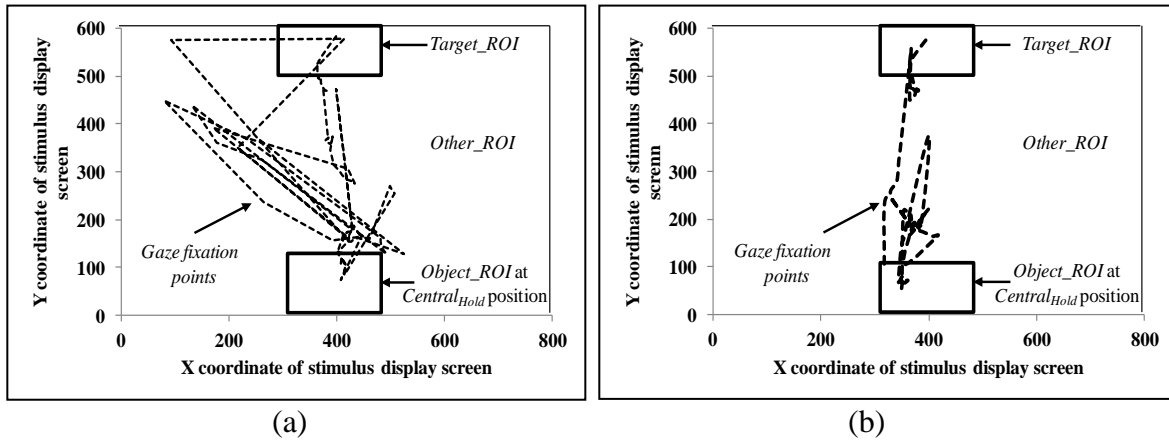 Y coordinate of stimulus display
screen
600
500
400
300
200
100
0
0
200
400
600
800
X coordinate of stimulus display screen
Target_ROI
Other_ROI
Gaze fixation
points
Object_ROI at
CentralHold position
(a)
Y coordinate of stimulus display
screenn
600
500
400
300
200
100
0
0
200
400
600
800
X coordinate of stimulus display screen
Target_ROI
Other_ROI
Gaze fixation
points
Object_ROI at
CentralHold position
(b)